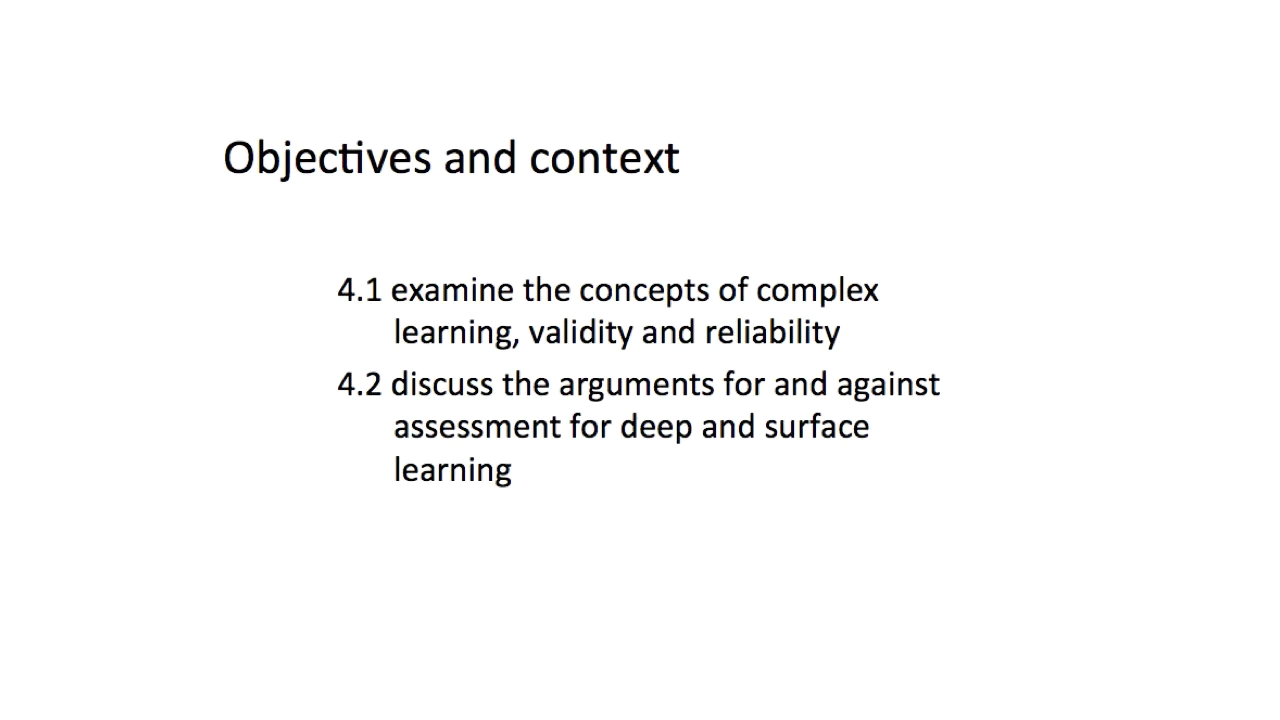 Objectives and context
4.1 examine the concepts of complex
learning, validity and reliability
4.2 discuss the arguments for and against
assessment for deep and surface
learning